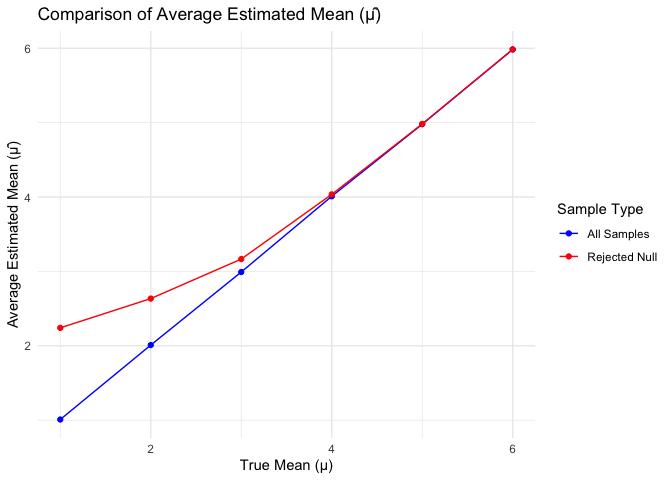 Comparison of Average Estimated Mean (μ̂)
Average Estimated Mean (μ̂)
6
4
2
2
4
6
True Mean (μ)
Sample Type
All Samples
Rejected Null